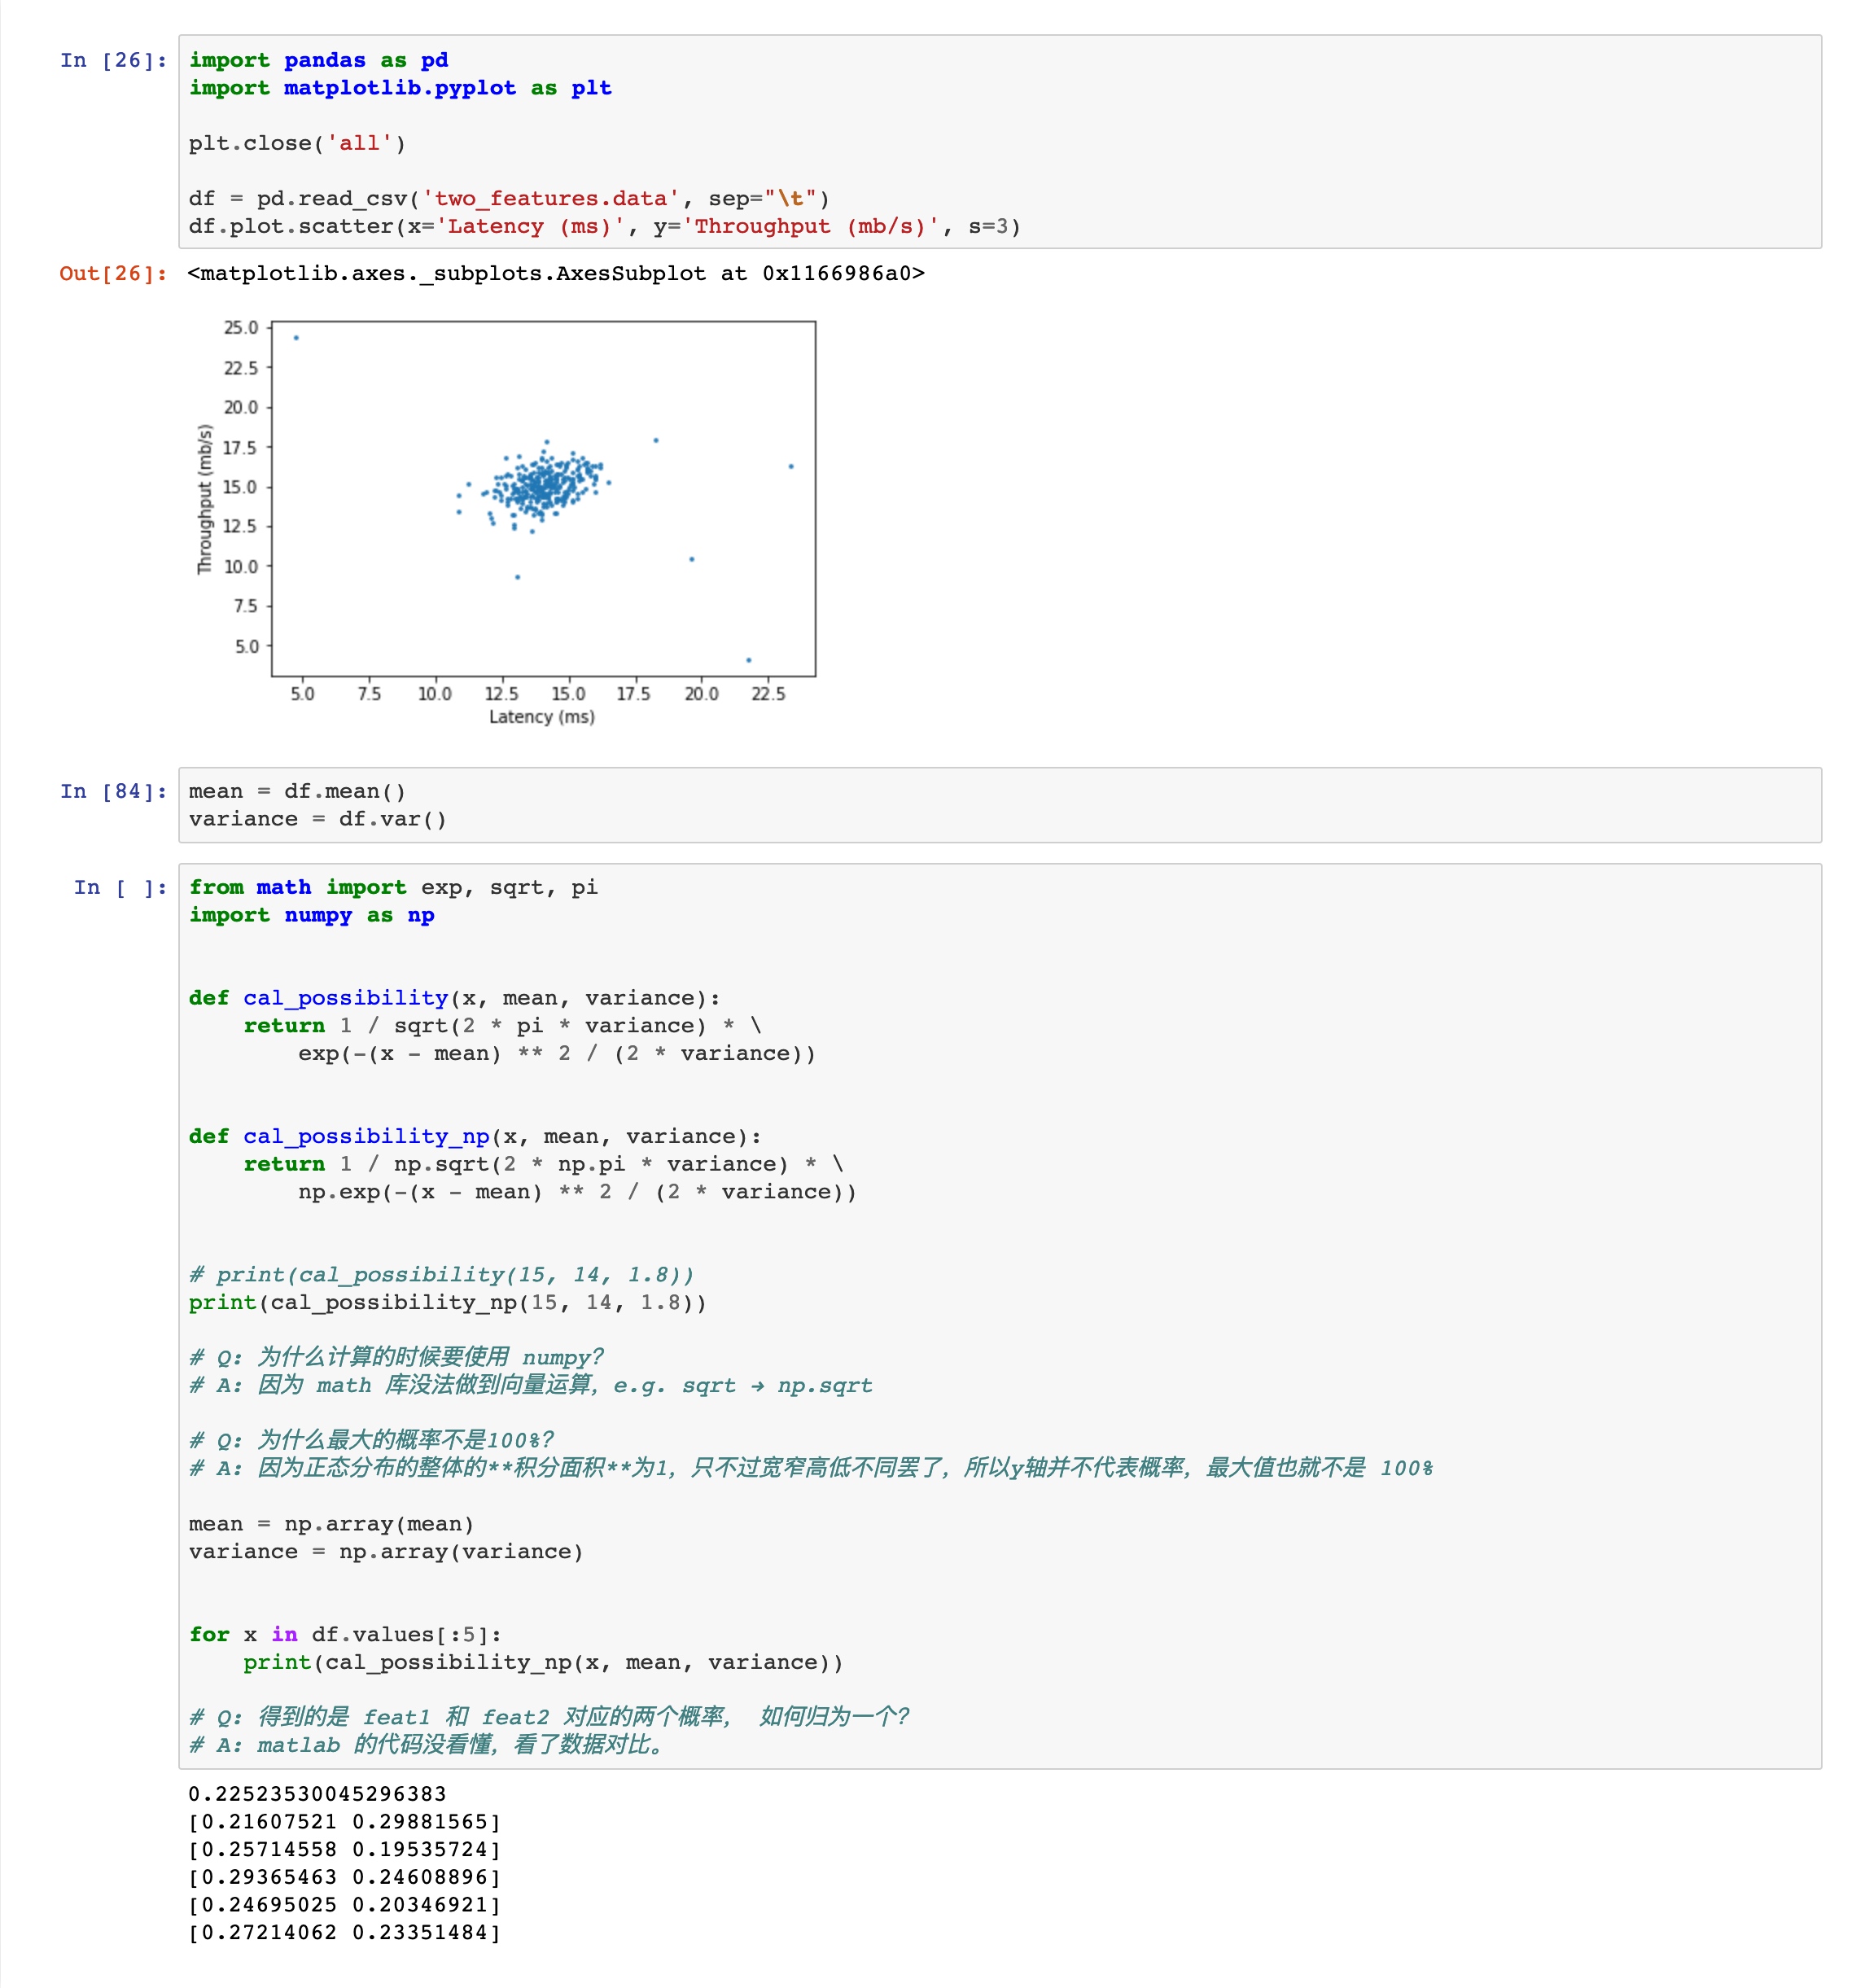 In [26]:
import pandas as pd
import matplotlib.pyplot as plt
plt.close('all')
df = pd.read_csv('two_features.data', sep="\t")
df.plot.scatter(x='Latency (ms)', y='Throughput (mb/s)', s=3)
Out[26]: <matplotlib.axes._subplots.AxesSubplot at 0x1166986a0>
25.0
22.5
20.0
17.5
15.0
12.5
10.0
7.5
5.0
Throughput (mb/s)
5.0 7.5 10.0 12.5 15.0 17.5 20.0 22.5
Latency (ms)
In [84]:
mean = df.mean()
variance = df.var()
In [ ]:
from math import exp, sqrt, pi
import numpy as np
def cal_possibility(x, mean, variance):
    return 1 / sqrt(2 * pi * variance) * \
        exp(-(x - mean) ** 2 / (2 * variance))
def cal_possibility_np(x, mean, variance):
    return 1 / np.sqrt(2 * np.pi * variance) * \
        np.exp(-(x - mean) ** 2 / (2 * variance))
# print(cal_possibility(15, 14, 1.8))
print(cal_possibility_np(15, 14, 1.8))
# Q: 为什么计算的时候要使用 numpy?
# A: 因为 math 库没法做到向量运算，e.g. sqrt → np.sqrt
# Q: 为什么最大的概率不是100%?
# A: 因为正态分布的整体的**积分面积**为1，只不过宽窄高低不同罢了，所以y轴并不代表概率，最大值也就不是 100%
mean = np.array(mean)
variance = np.array(variance)
for x in df.values[:5]:
    print(cal_possibility_np(x, mean, variance))
# Q: 得到的是 feat1 和 feat2 对应的两个概率， 如何归为一个?
# A: matlab 的代码没看懂，看了数据对比。
0.22523530045296383
[0.21607521 0.29881565]
[0.25714558 0.19535724]
[0.29365463 0.24608896]
[0.24695025 0.20346921]
[0.27214062 0.23351484]